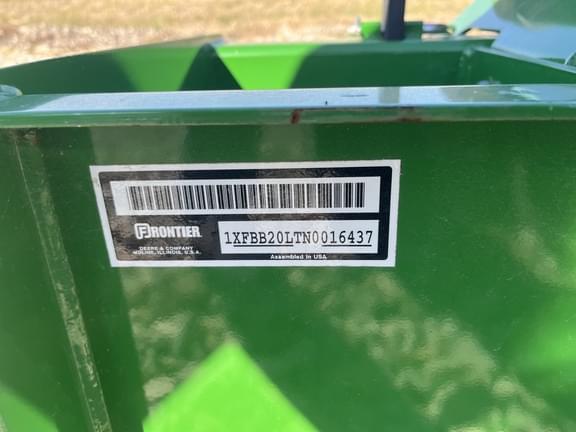 FRONTIER
1XFBB20LTN0016437
DEERE & COMPANY
MOLINE, ILLINOIS, U.S.A.
Assembled in USA